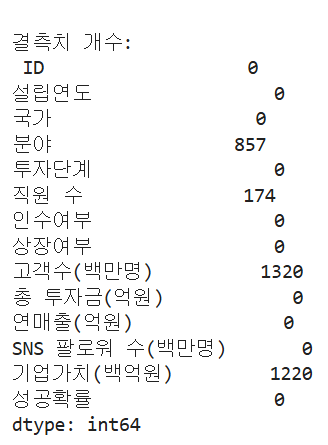 결측치 개수:
ID 0
설립연도 0
국가 0
분야 857
투자단계 0
직원 수 174
인수여부 0
상장여부 0
고객수(백만명) 1320
총 투자금(억원) 0
연매출(억원) 0
SNS 팔로워 수(백만명) 0
기업가치(백억원) 1220
성공확률 0
dtype: int64